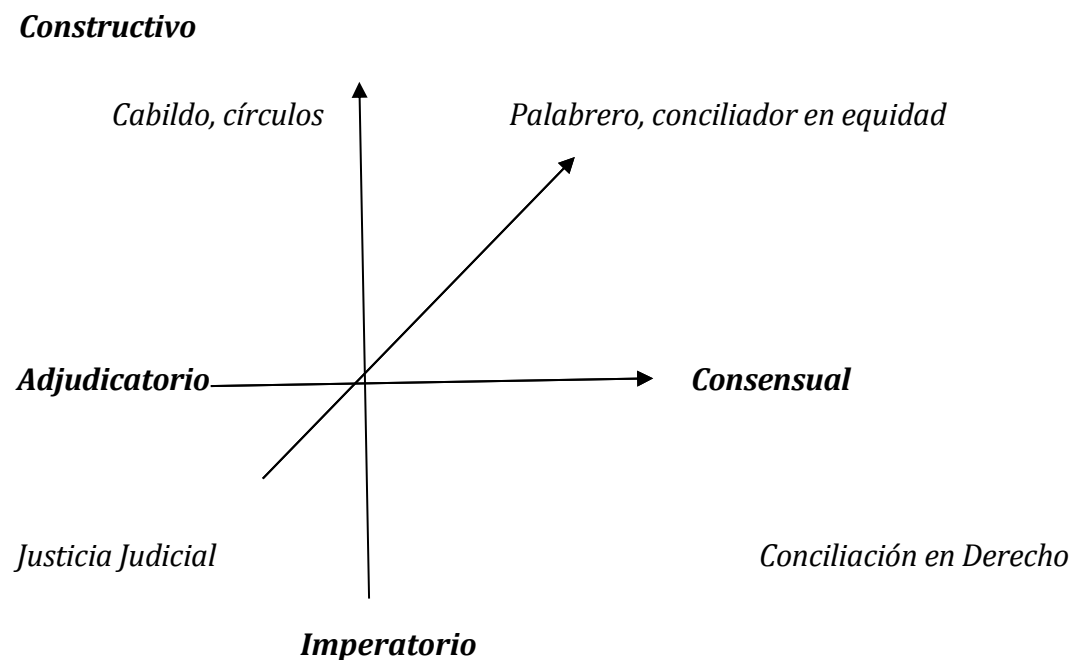 Constructivo
Cabildo, círculos
Palabrero, conciliador en equidad
Adjudicatorio
Consensual
Justicia Judicial
Conciliación en Derecho
Imperatorio